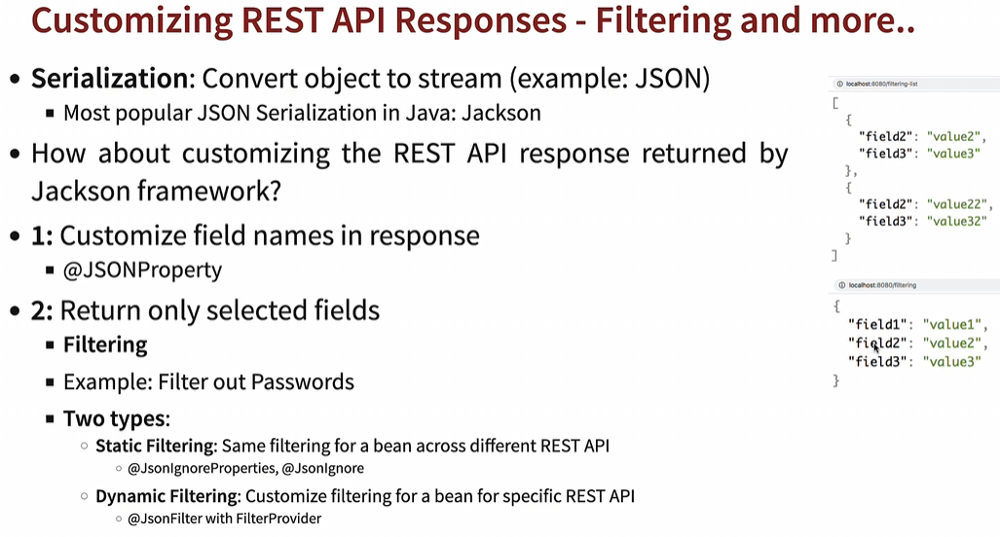 Customizing REST API Responses - Filtering and more..
• Serialization: Convert object to stream (example: JSON)
▪ Most popular JSON Serialization in Java: Jackson
• How about customizing the REST API response returned by
Jackson framework?
• 1: Customize field names in response
▪ @JSONProperty
• 2: Return only selected fields
▪ Filtering
▪ Example: Filter out Passwords
▪ Two types:
○ Static Filtering: Same filtering for a bean across different REST API
○ @JsonIgnoreProperties, @JsonIgnore
○ Dynamic Filtering: Customize filtering for a bean for specific REST API
○ @JsonFilter with FilterProvider
localhost:8080/filtering-list
[
{
"field2": "value2",
"field3": "value3"
},
{
"field2": "value22",
"field3": "value32"
}
]
localhost:8080/filtering
{
"field1": "value1",
"field2": "value2",
"field3": "value3"
}